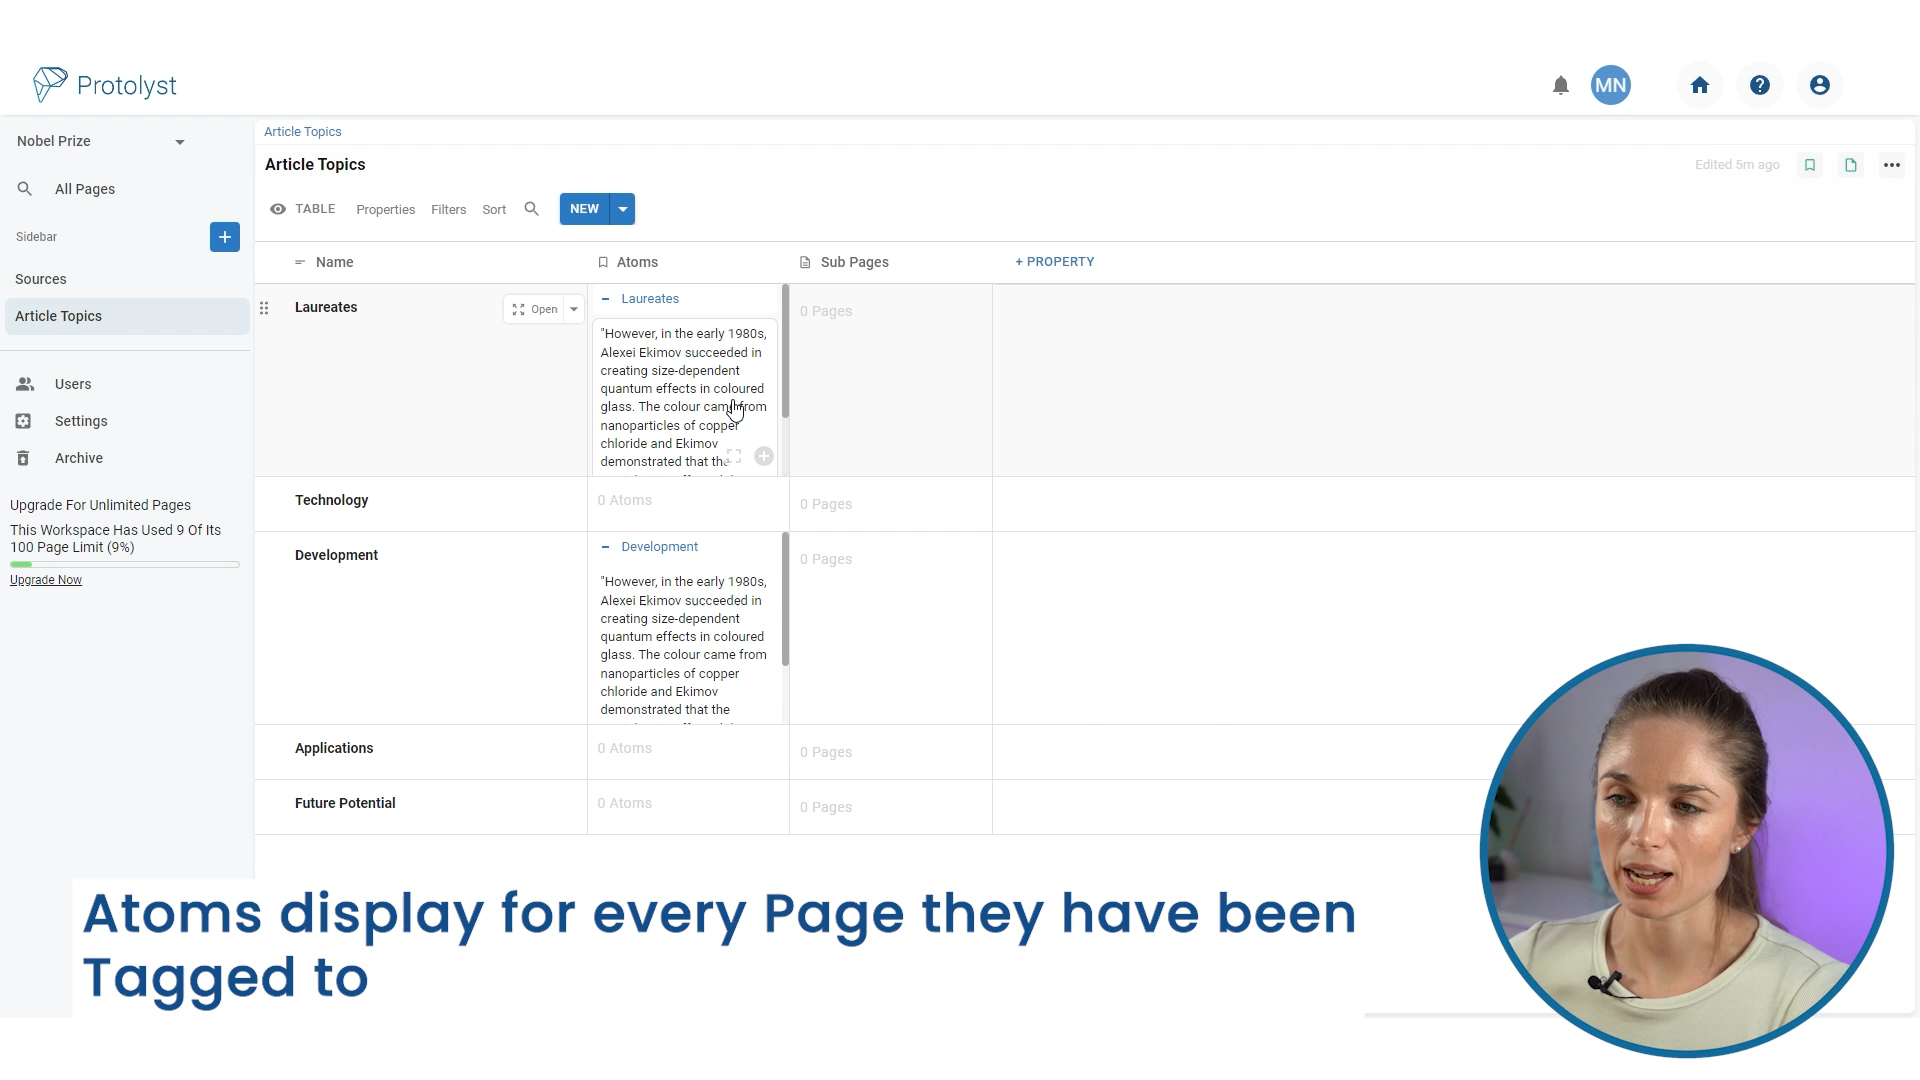 Protolyst
MN
Nobel Prize
All Pages
Sidebar
Sources
Article Topics
Users
Settings
Archive
Upgrade For Unlimited Pages
This Workspace Has Used 9 Of Its
100 Page Limit (9%)
Upgrade Now
Article Topics
Article Topics
Edited 5m ago
TABLE Properties Filters Sort NEW
Name Atoms Sub Pages + PROPERTY
Laureates Open
Laureates
"However, in the early 1980s,
Alexei Ekimov succeeded in
creating size-dependent
quantum effects in coloured
glass. The colour came from
nanoparticles of copper
chloride and Ekimov
demonstrated that the
0 Pages
Technology 0 Atoms 0 Pages
Development
Development
"However, in the early 1980s,
Alexei Ekimov succeeded in
creating size-dependent
quantum effects in coloured
glass. The colour came from
nanoparticles of copper
chloride and Ekimov
demonstrated that the
0 Pages
Applications 0 Atoms 0 Pages
Future Potential 0 Atoms 0 Pages
Atoms display for every Page they have been
Tagged to